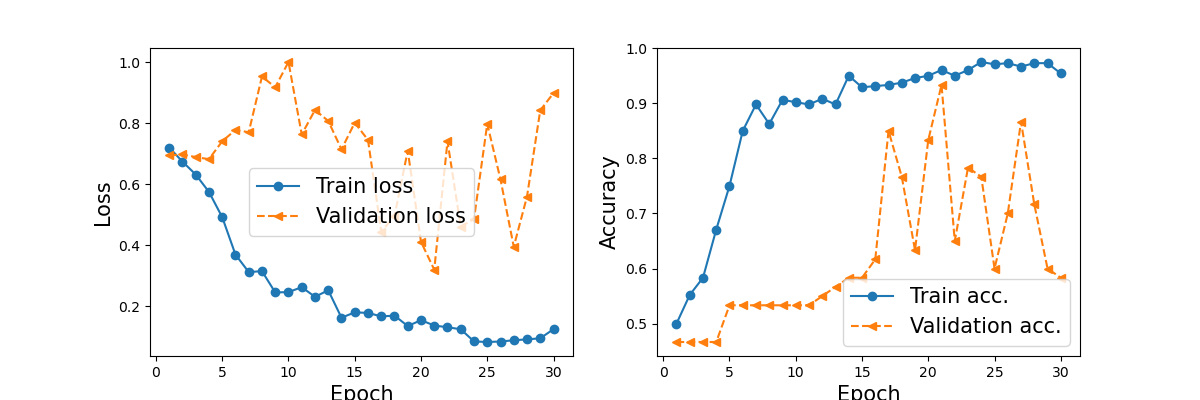 1.0
0.8
0.6
0.4
0.2
Loss
Train loss
Validation loss
0 5 10 15 20 25 30
Epoch
1.0
0.9
0.8
0.7
0.6
0.5
Accuracy
Train acc.
Validation acc.
0 5 10 15 20 25 30
Epoch